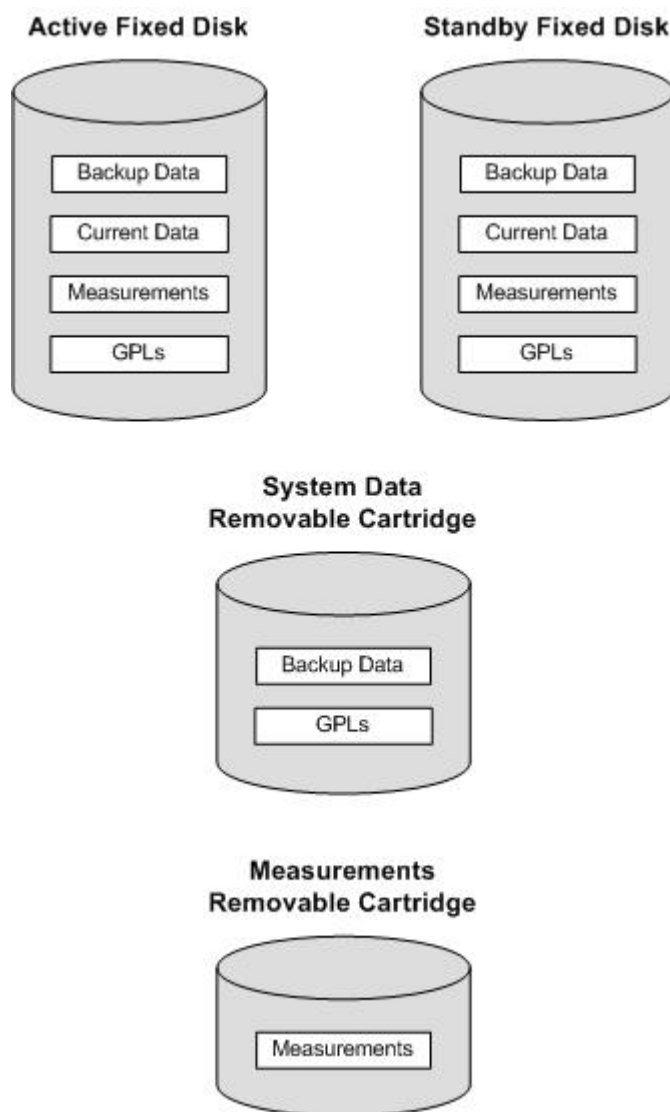 Active Fixed Disk
Standby Fixed Disk
Backup Data
Current Data
Measurements
GPLs
Backup Data
Current Data
Measurements
GPLs
System Data
Removable Cartridge
Backup Data
GPLs
Measurements
Removable Cartridge
Measurements